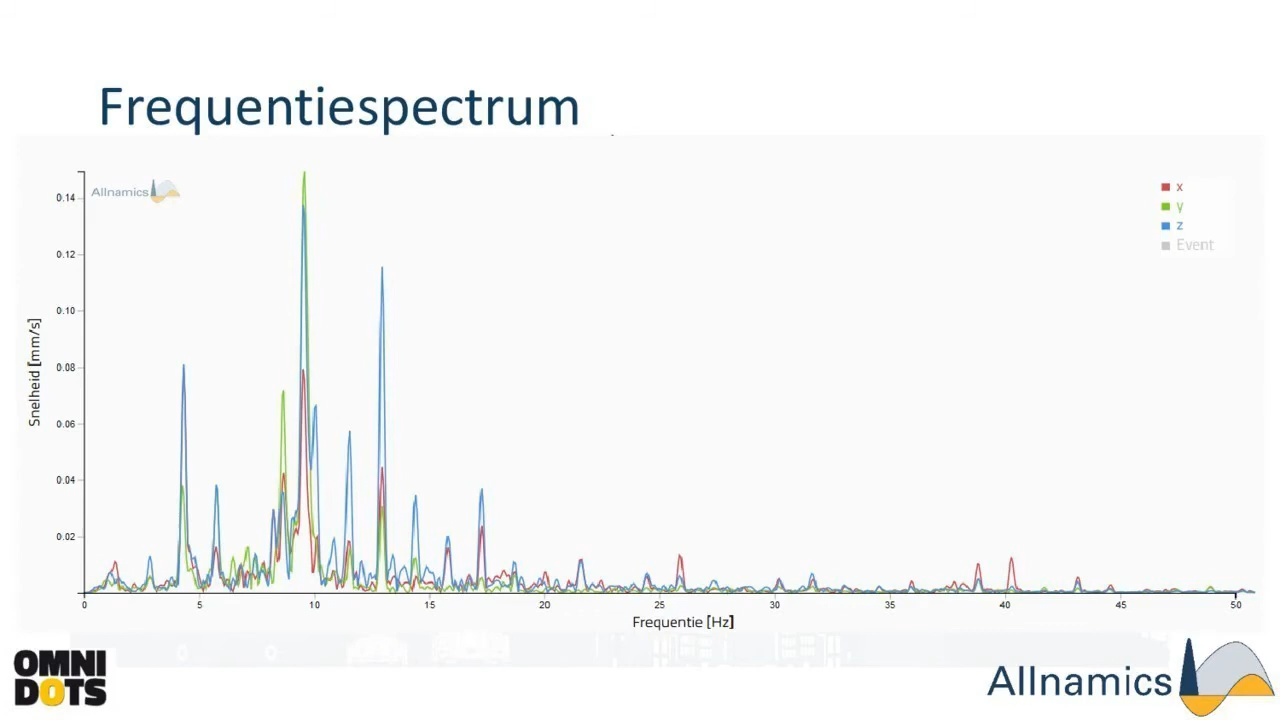 Frequentiespectrum
Allnamics
x
y
z
Event
0.14
0.12
0.10
0.08
0.06
0.04
0.02
Snelheid [mm/s]
0 5 10 15 20 25 30 35 40 45 50
Frequentie [Hz]
OMNI
DOTS
Allnamics